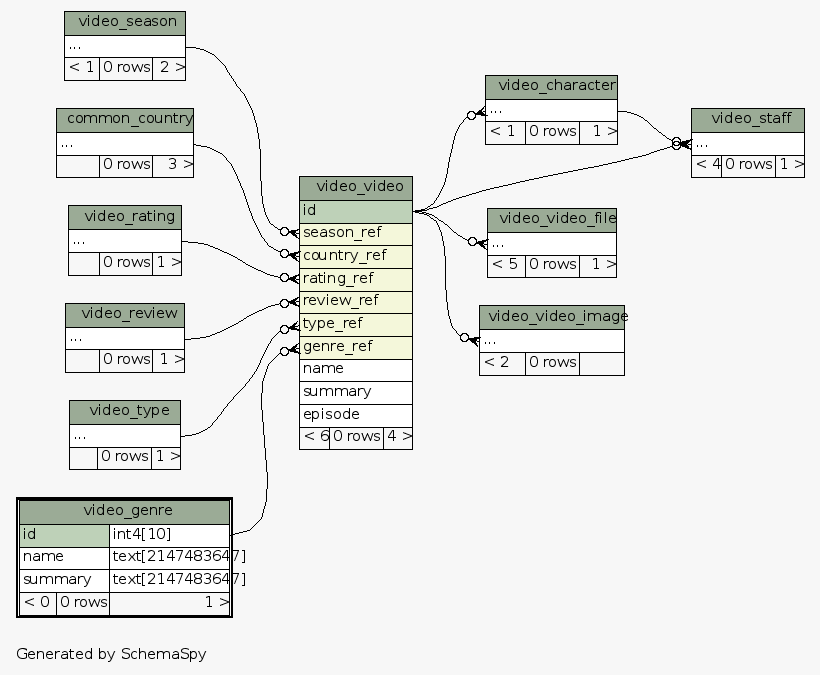 video_season
...
< 1 0 rows 2 >
common_country
...
0 rows 3 >
video_rating
...
0 rows 1 >
video_review
...
0 rows 1 >
video_type
...
0 rows 1 >
video_genre
id int4[10]
name text[2147483647]
summary text[2147483647]
< 0 0 rows 1 >
video_video
id
season_ref
country_ref
rating_ref
review_ref
type_ref
genre_ref
name
summary
episode
< 6 0 rows 4 >
video_character
...
< 1 0 rows 1 >
video_staff
...
< 4 0 rows 1 >
video_video_file
...
< 5 0 rows 1 >
video_video_image
...
< 2 0 rows
Generated by SchemaSpy